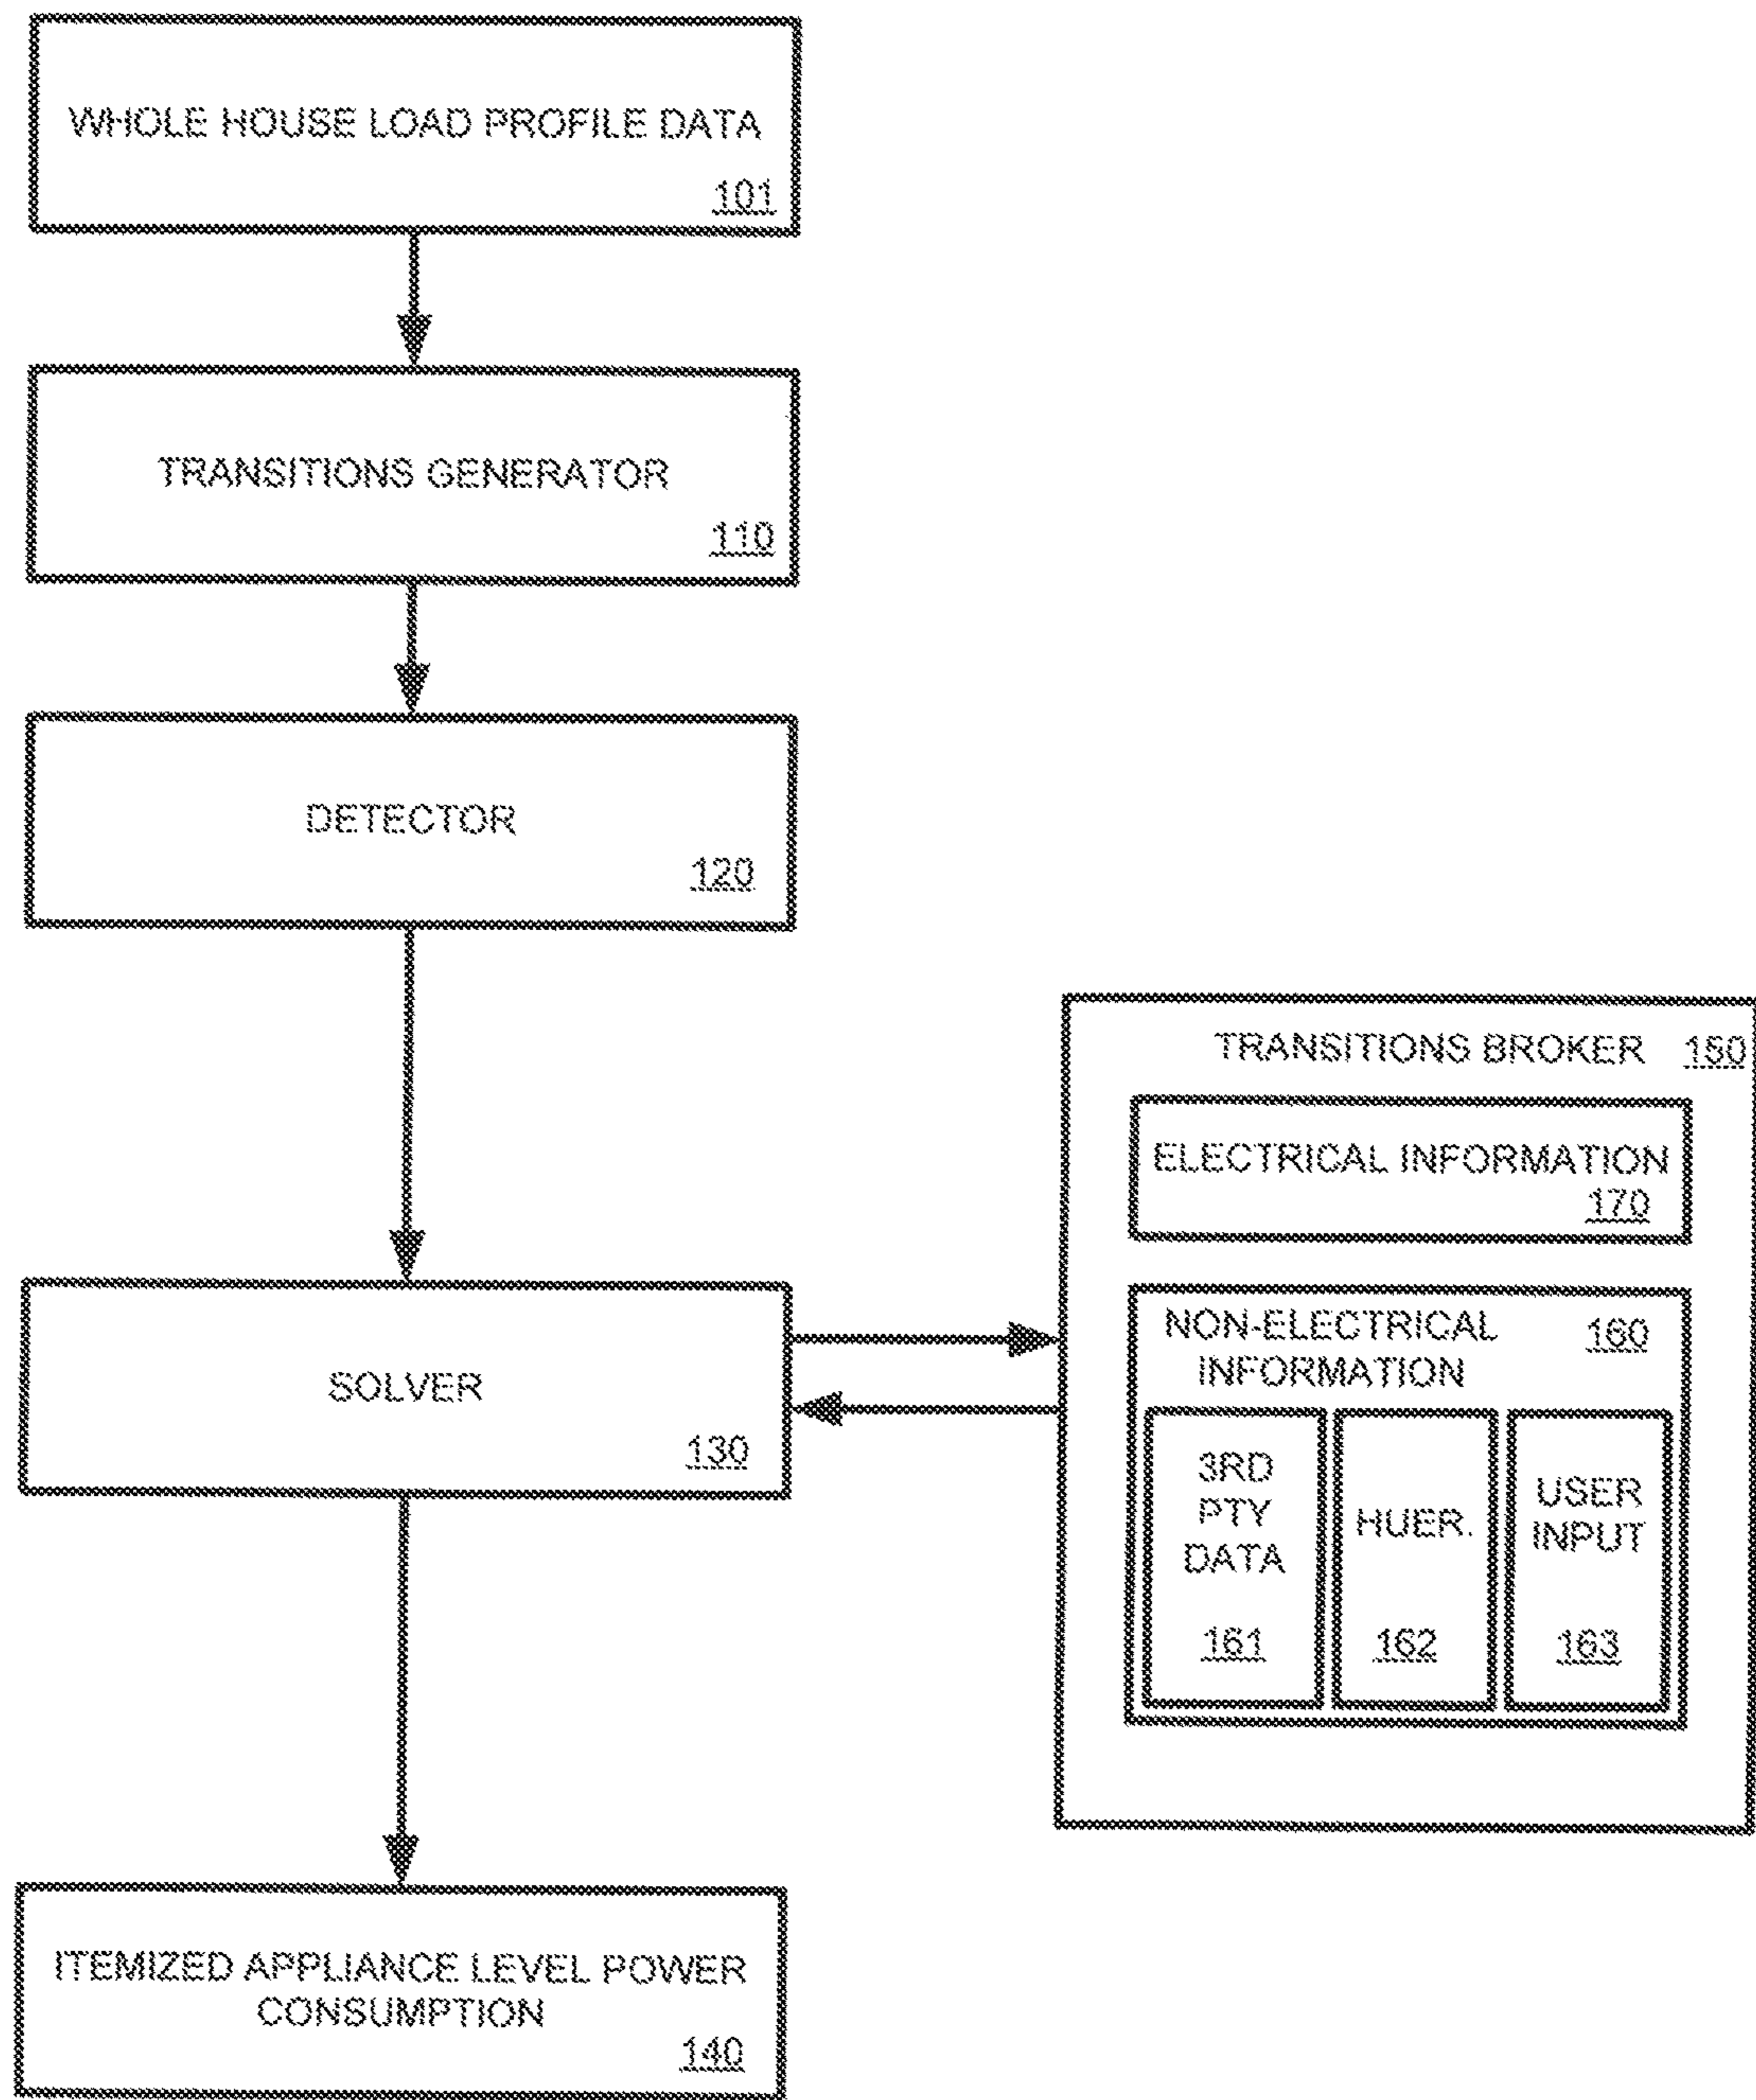 WHOLE HOUSE LOAD PROFILE DATA
101
TRANSITIONS GENERATOR
110
DETECTOR
120
SOLVER
130
ITEMIZED APPLIANCE LEVEL POWER
CONSUMPTION
140
TRANSITIONS BROKER 150
ELECTRICAL INFORMATION
170
NON-ELECTRICAL 160
INFORMATION
3RD
PTY
DATA
161
HUER.
162
USER
INPUT
163